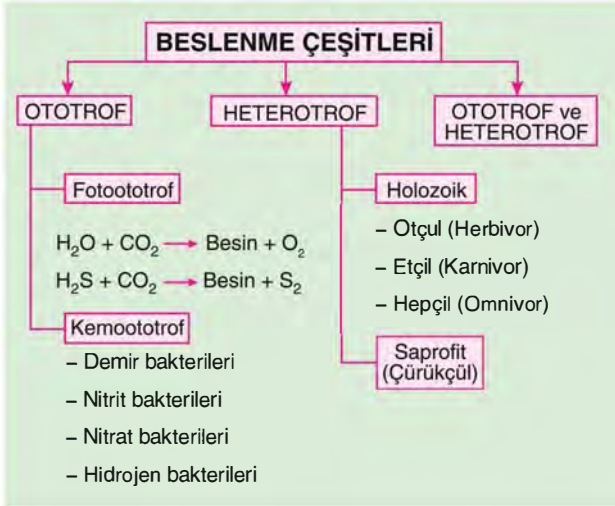 BESLENME ÇEŞİTLERİ
OTOTROF
HETEROTROF
OTOTROF ve
HETEROTROF
Fotoototrof
H₂O + CO₂ → Besin + O₂
H₂S + CO₂ → Besin + S₂
Kemoototrof
– Demir bakterileri
– Nitrit bakterileri
– Nitrat bakterileri
– Hidrojen bakterileri
Holozoik
– Otçul (Herbivor)
– Etçil (Karnivor)
– Hepçil (Omnivor)
Saprofit
(Çürükçül)